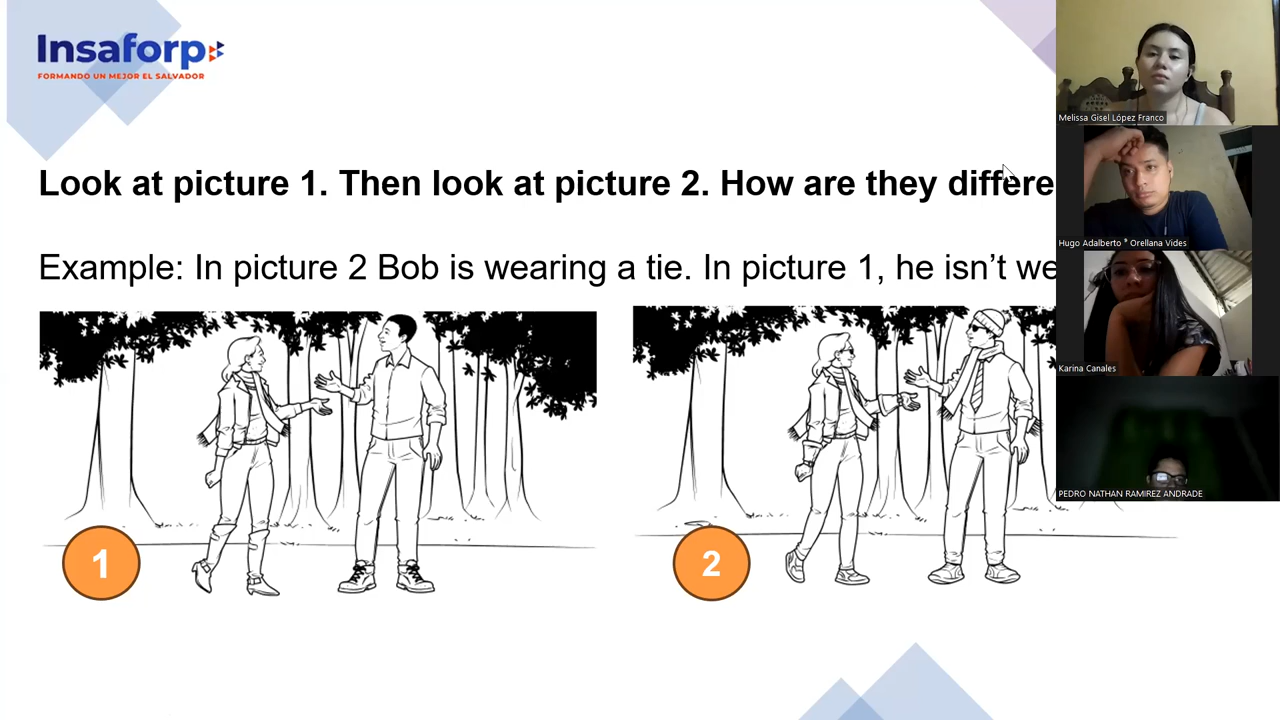 Insaforp
FORMANDO UN MEJOR EL SALVADOR
Look at picture 1. Then look at picture 2. How are they differe
Example: In picture 2 Bob is wearing a tie. In picture 1, he isn’t we
1
2
Melissa Gisel López Franco
Hugo Adalberto * Orellana Vides
Karina Canales
PEDRO NATHAN RAMIREZ ANDRADE